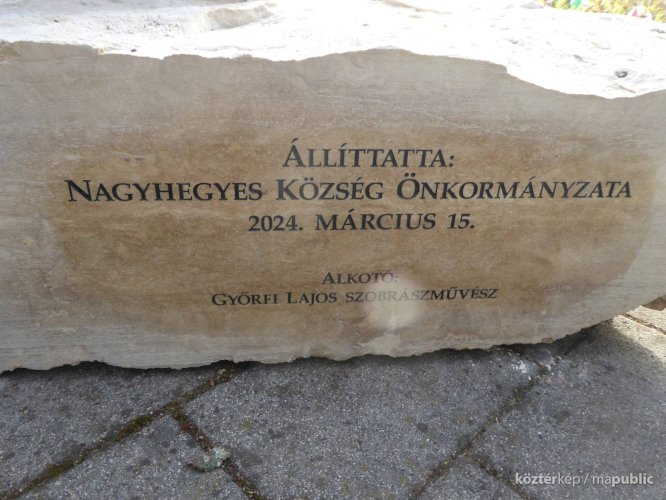 ÁLLÍTTATTA:
NAGYHEGYES KÖZSÉG ÖNKORMÁNYZATA
2024. MÁRCIUS 15.
ALKOTÓ:
GYŐRFI LAJOS SZOBRÁSZMŰVÉSZ
köztérkép / mapublic